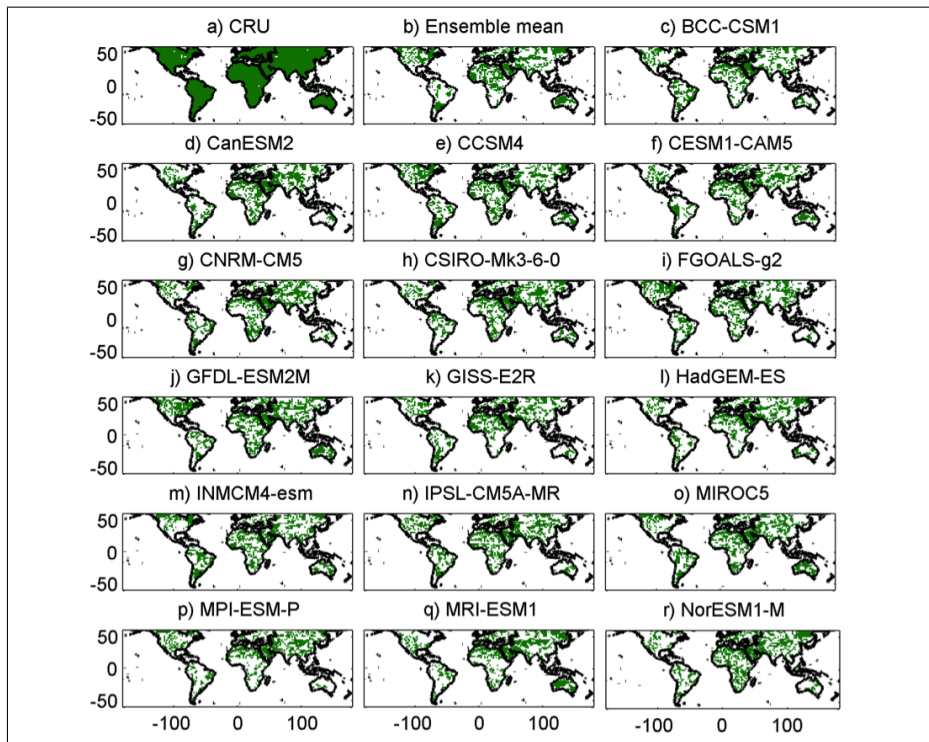 a) CRU b) Ensemble mean c) BCC-CSM1
50
0
-50
d) CanESM2 e) CCSM4 f) CESM1-CAM5
50
0
-50
g) CNRM-CM5 h) CSIRO-Mk3-6-0 i) FGOALS-g2
50
0
-50
j) GFDL-ESM2M k) GISS-E2R l) HadGEM-ES
50
0
-50
m) INMCM4-esm n) IPSL-CM5A-MR o) MIROC5
50
0
-50
p) MPI-ESM-P q) MRI-ESM1 r) NorESM1-M
50
0
-50
-100 0 100 -100 0 100 -100 0 100